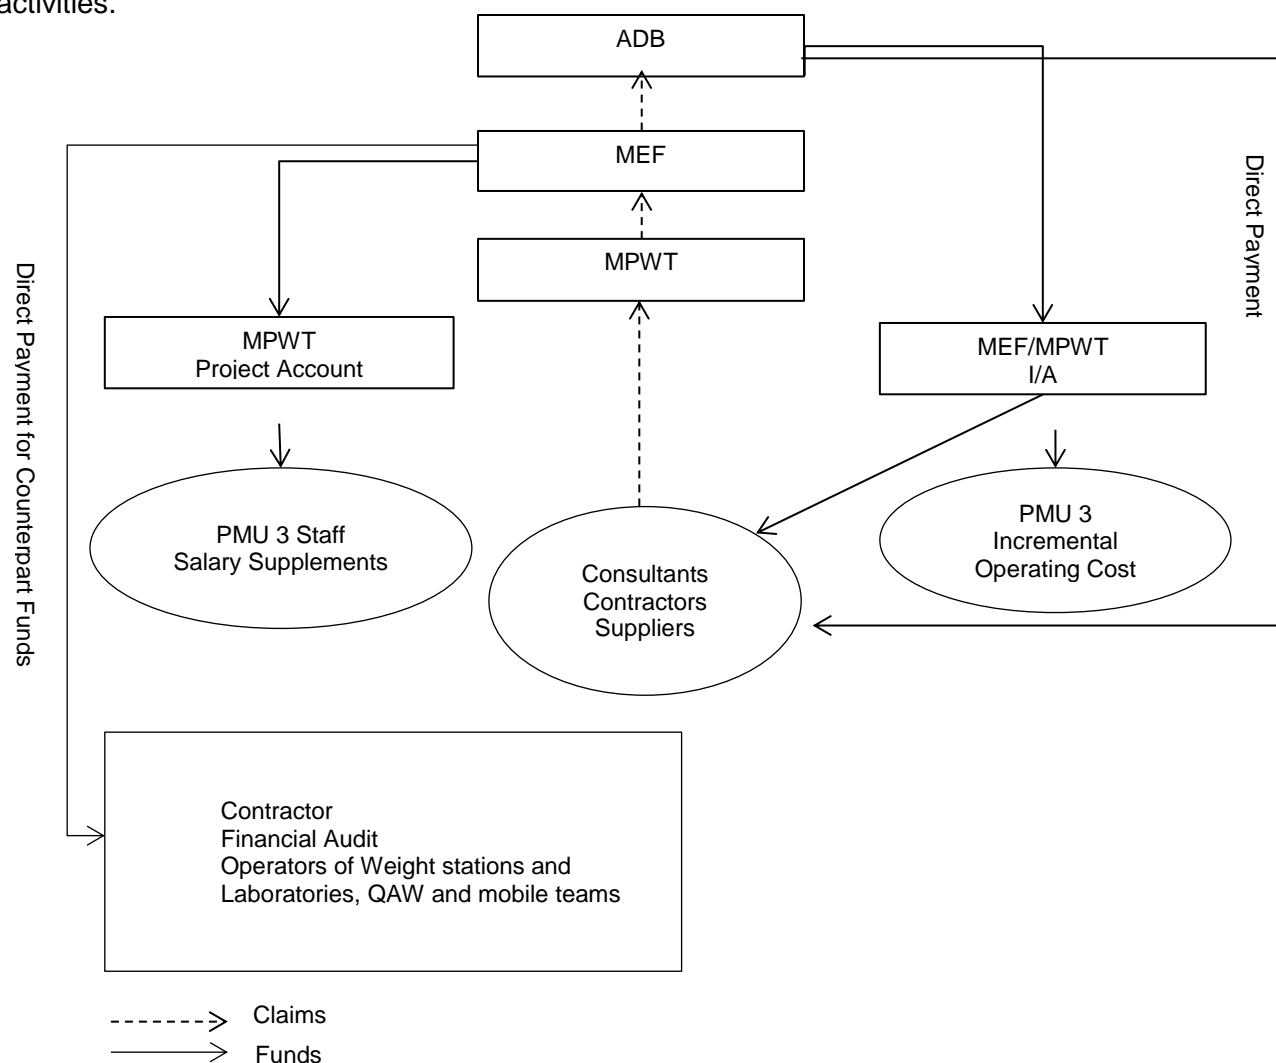 activities.
ADB
MEF
MPWT
Direct Payment
Direct Payment for Counterpart Funds
MPWT
Project Account
MEF/MPWT
I/A
PMU 3 Staff
Salary Supplements
Consultants
Contractors
Suppliers
PMU 3
Incremental
Operating Cost
Contractor
Financial Audit
Operators of Weight stations and
Laboratories, QAW and mobile teams
Claims
Funds